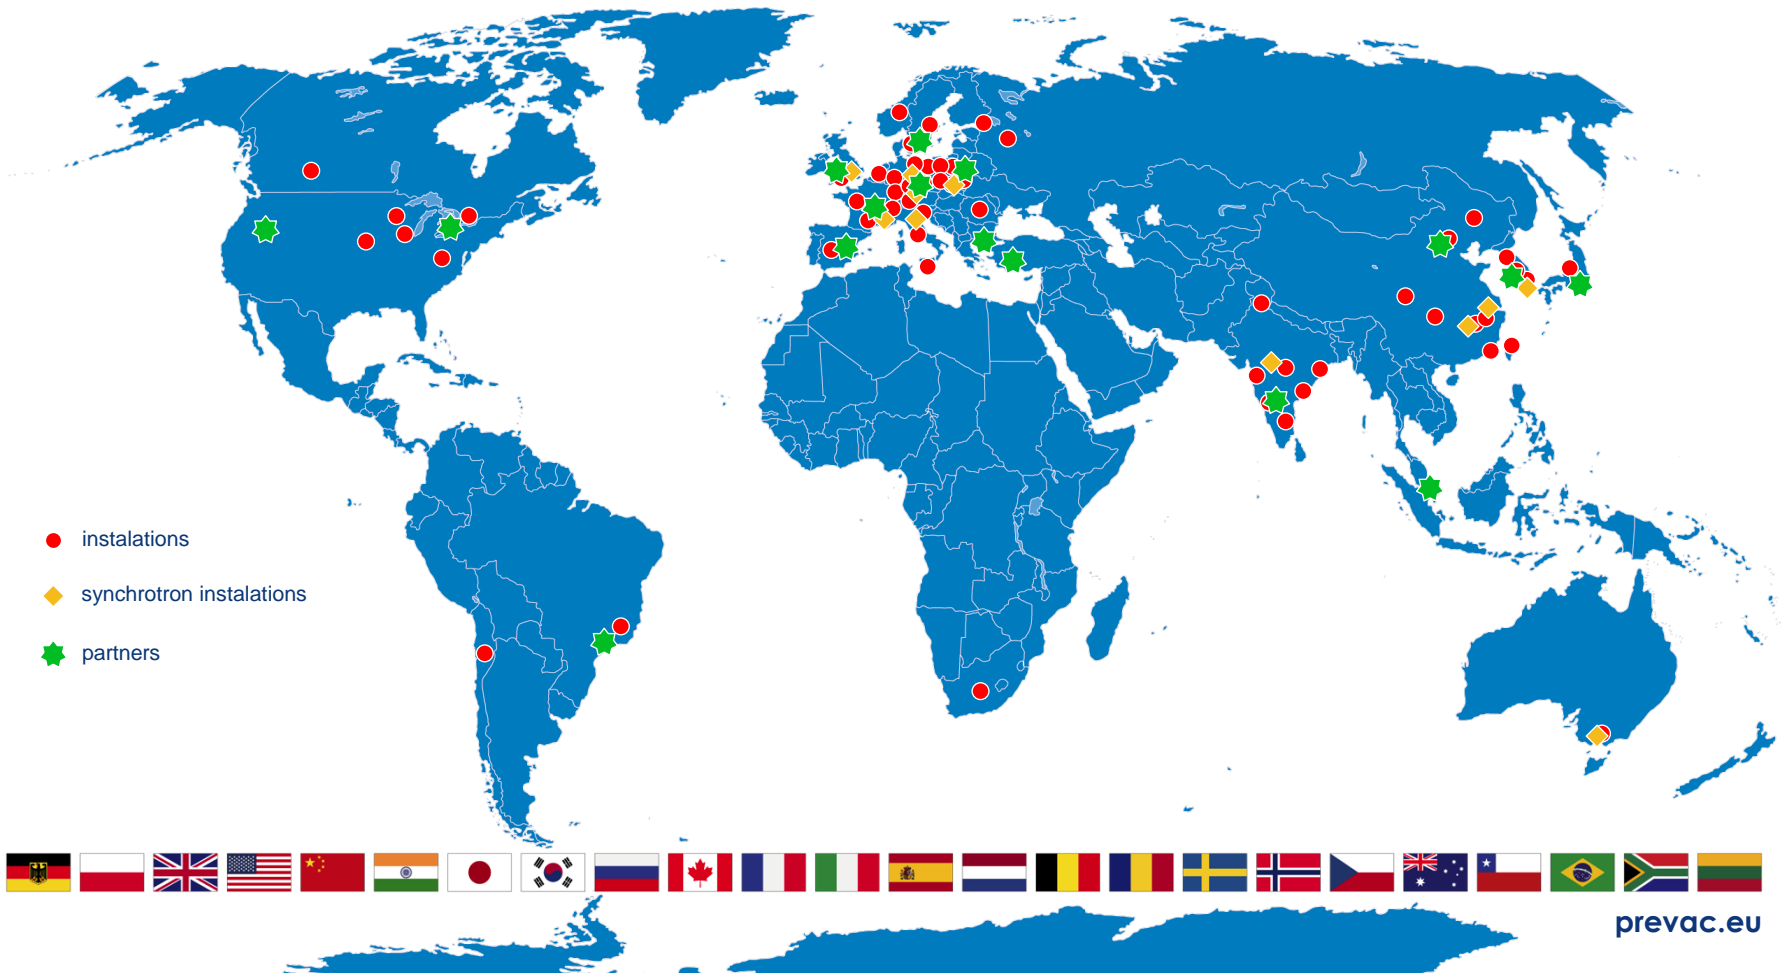 instalations
synchrotron instalations
partners
prevac.eu